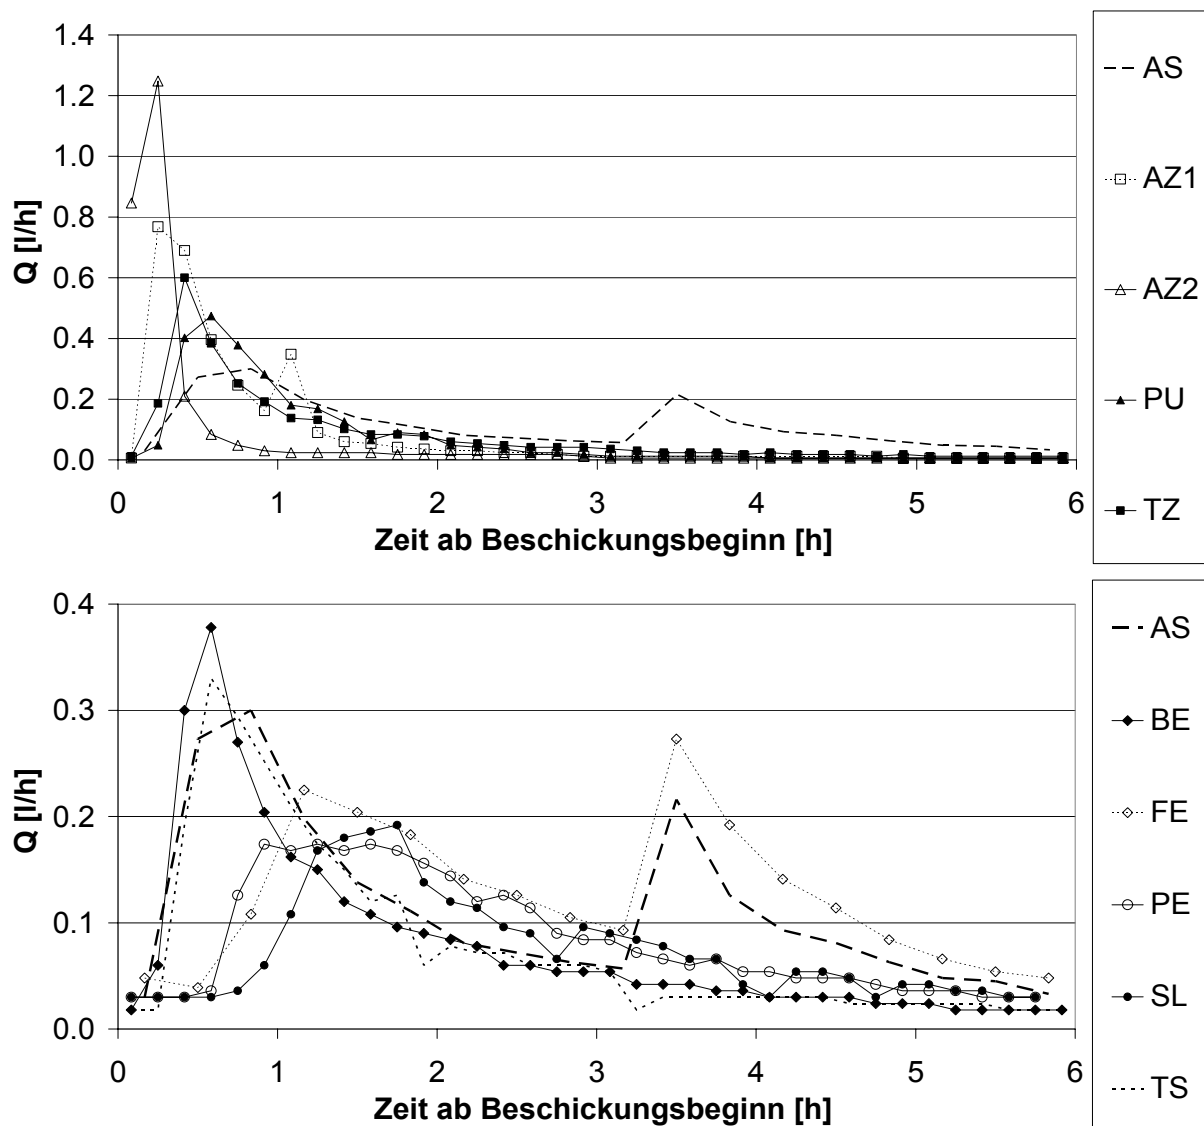 1.4
1.2
1.0
0.8
0.6
0.4
0.2
0.0
Q [l/h]
0 1 2 3 4 5 6
Zeit ab Beschickungsbeginn [h]
AS
AZ1
AZ2
PU
TZ
0.4
0.3
0.2
0.1
0.0
Q [l/h]
0 1 2 3 4 5 6
Zeit ab Beschickungsbeginn [h]
AS
BE
FE
PE
SL
TS